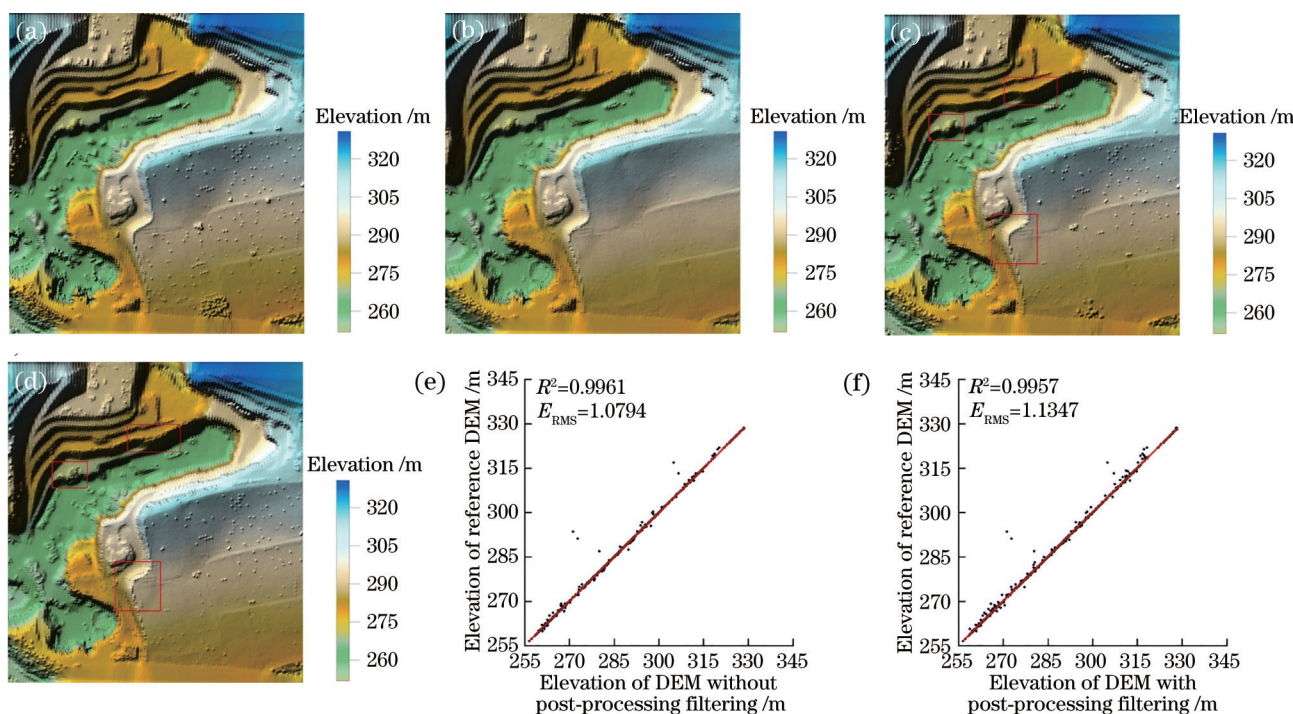 (a)
Elevation /m
320
305
290
275
260
(b)
Elevation /m
320
305
290
275
260
(c)
Elevation /m
320
305
290
275
260
(d)
Elevation /m
320
305
290
275
260
(e)
Elevation of reference DEM /m
345
330
315
300
285
270
255
R²=0.9961
E_RMS=1.0794
255 270 285 300 315 330 345
Elevation of DEM without
post-processing filtering /m
(f)
Elevation of reference DEM /m
345
330
315
300
285
270
255
R²=0.9957
E_RMS=1.1347
255 270 285 300 315 330 345
Elevation of DEM with
post-processing filtering /m